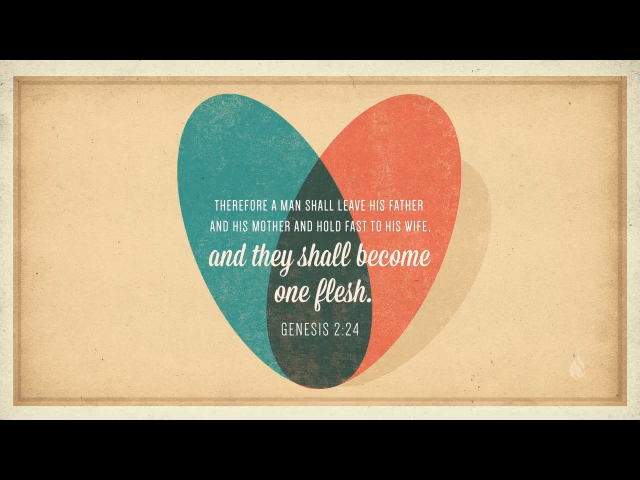 THEREFORE A MAN SHALL LEAVE HIS FATHER
AND HIS MOTHER AND HOLD FAST TO HIS WIFE,
and they shall become
one flesh.
GENESIS 2:24